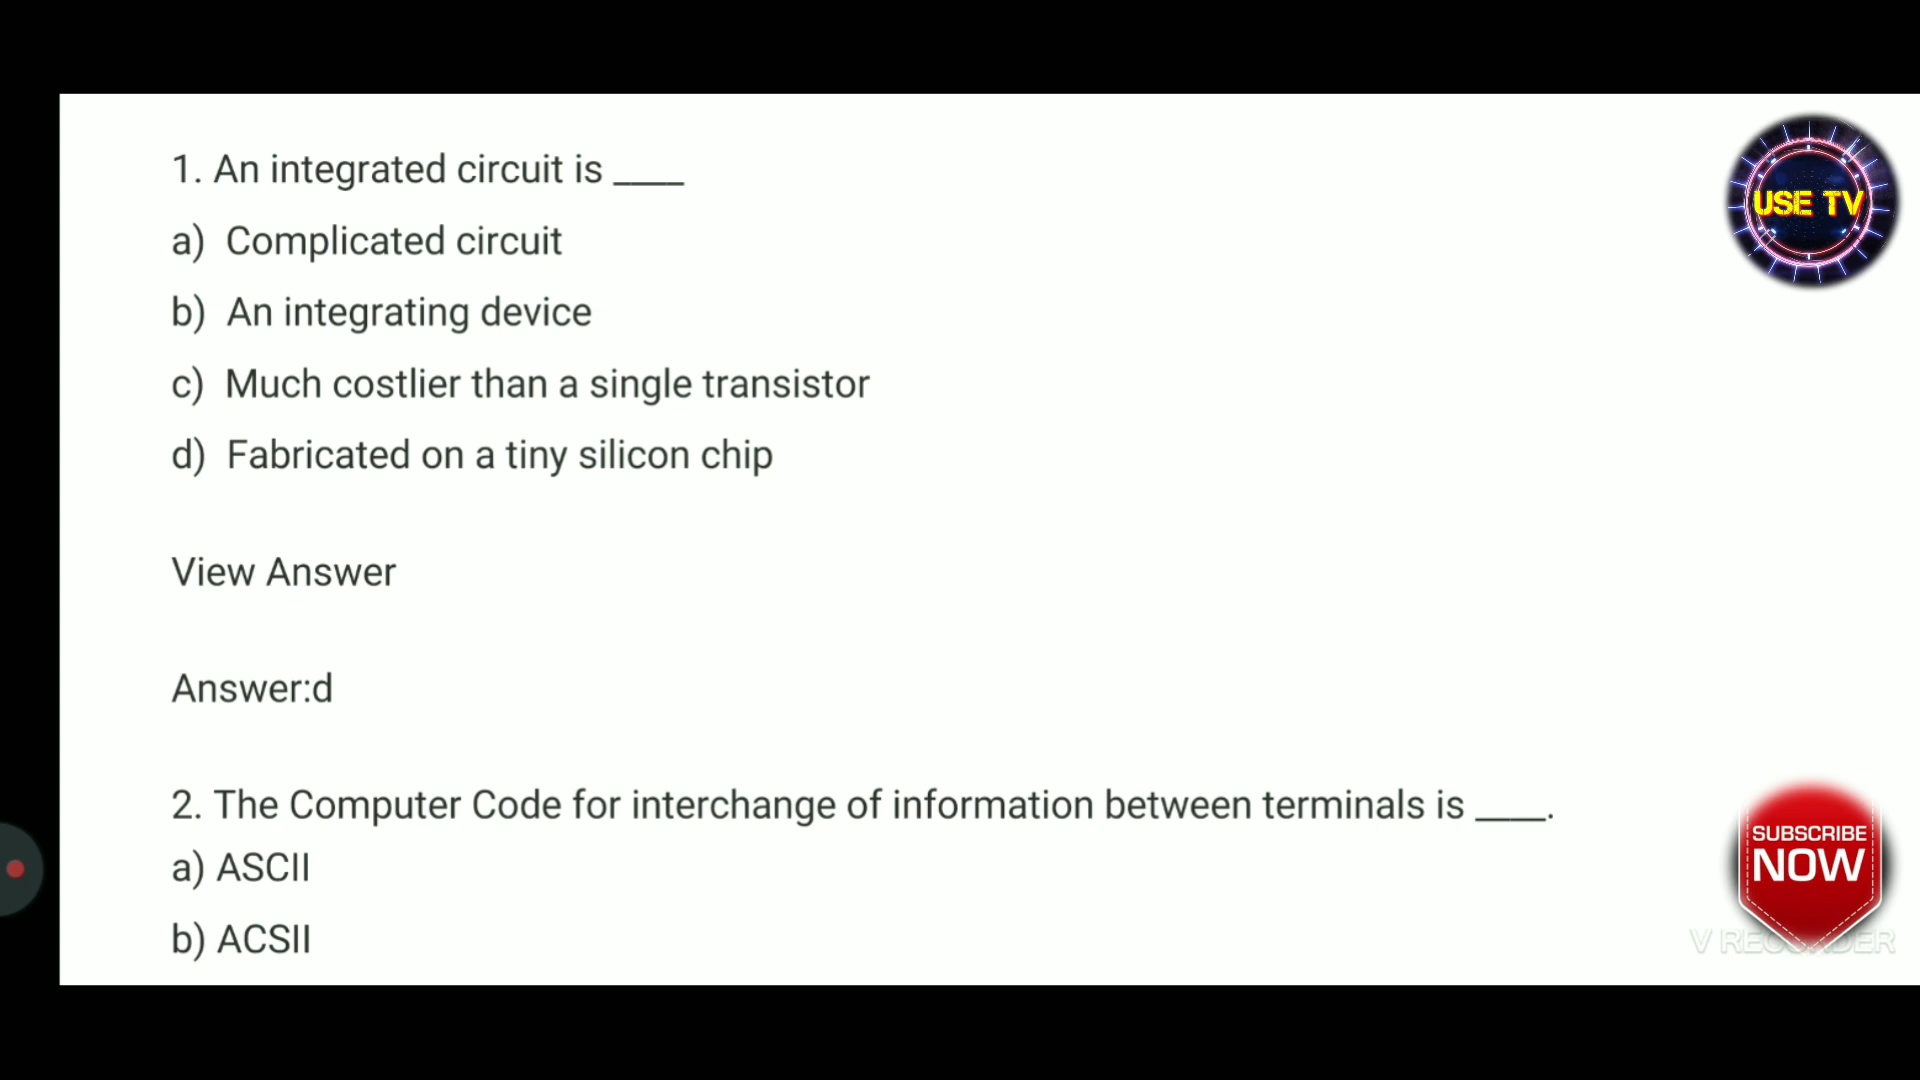 1. An integrated circuit is ____
a) Complicated circuit
b) An integrating device
c) Much costlier than a single transistor
d) Fabricated on a tiny silicon chip
View Answer
Answer:d
2. The Computer Code for interchange of information between terminals is ____.
a) ASCII
b) ACSII
USE TV
SUBSCRIBE
NOW
V RECORDER